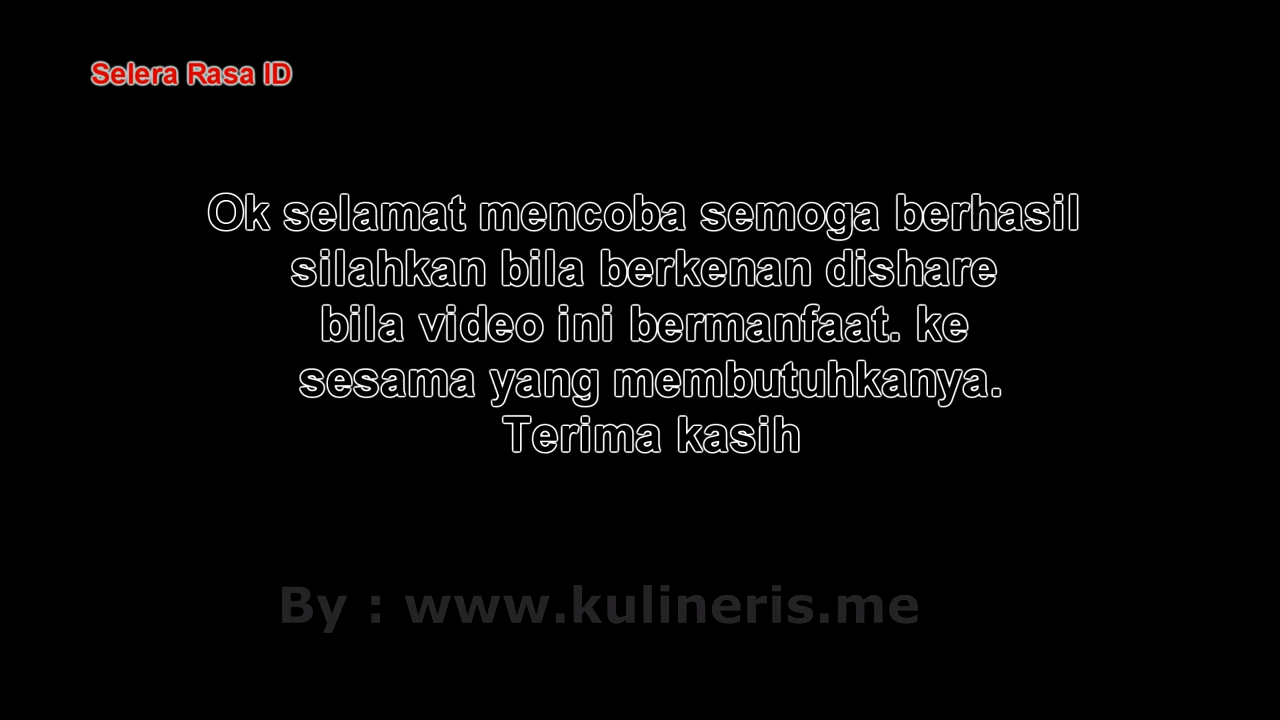 Selera Rasa ID
Ok selamat mencoba semoga berhasil
silahkan bila berkenan dishare
bila video ini bermanfaat. ke
sesama yang membutuhkanya.
Terima kasih
By : www.kulineris.me